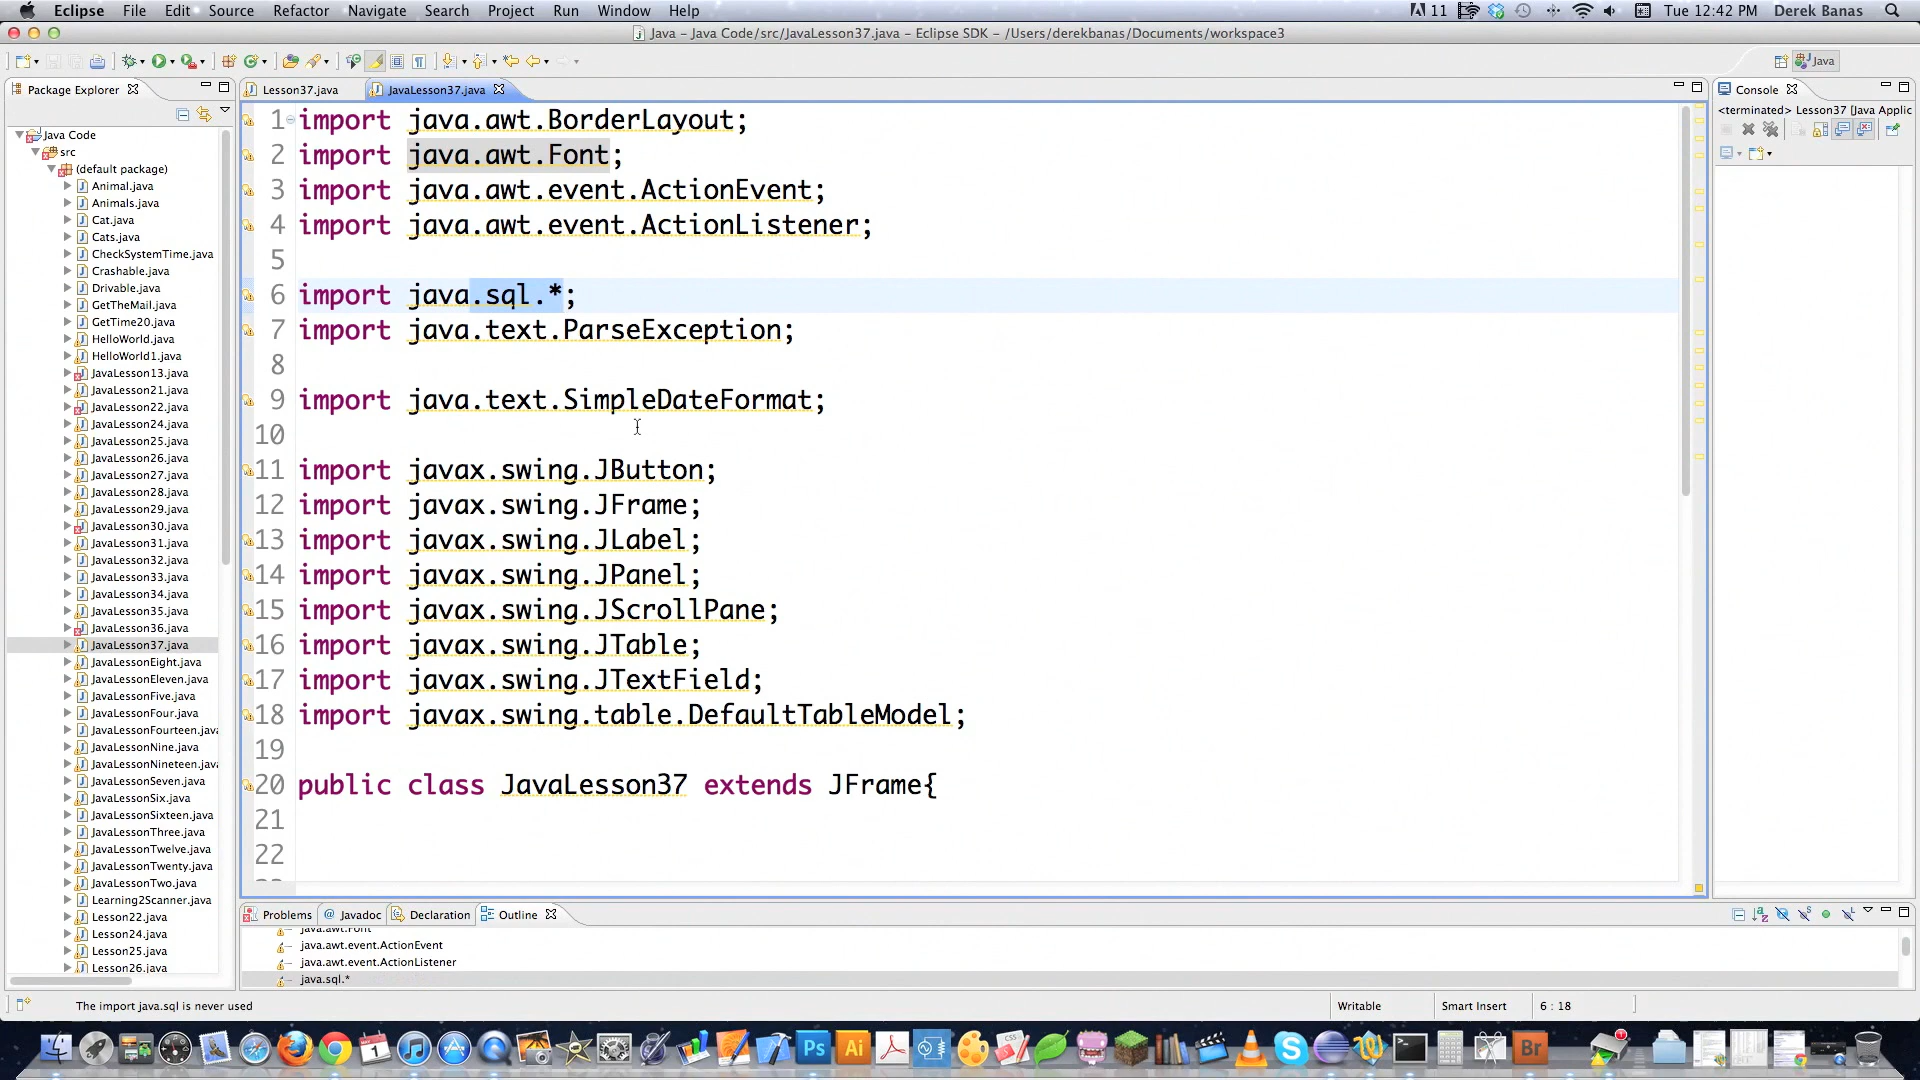 Eclipse File Edit Source Refactor Navigate Search Project Run Window Help 11 Tue 12:42 PM Derek Banas
Java – Java Code/src/JavaLesson37.java – Eclipse SDK – /Users/derekbanas/Documents/workspace3
Java
Package Explorer
Lesson37.java JavaLesson37.java
Console
<terminated> Lesson37 [Java Applic
Java Code
src
(default package)
Animal.java
Animals.java
Cat.java
Cats.java
CheckSystemTime.java
Crashable.java
Drivable.java
GetTheMail.java
GetTime20.java
HelloWorld.java
HelloWorld1.java
JavaLesson13.java
JavaLesson21.java
JavaLesson22.java
JavaLesson24.java
JavaLesson25.java
JavaLesson26.java
JavaLesson27.java
JavaLesson28.java
JavaLesson29.java
JavaLesson30.java
JavaLesson31.java
JavaLesson32.java
JavaLesson33.java
JavaLesson34.java
JavaLesson35.java
JavaLesson36.java
JavaLesson37.java
JavaLessonEight.java
JavaLessonEleven.java
JavaLessonFive.java
JavaLessonFour.java
JavaLessonFourteen.java
JavaLessonNine.java
JavaLessonNineteen.java
JavaLessonSeven.java
JavaLessonSix.java
JavaLessonSixteen.java
JavaLessonThree.java
JavaLessonTwelve.java
JavaLessonTwenty.java
JavaLessonTwo.java
Learning2Scanner.java
Lesson22.java
Lesson24.java
Lesson25.java
Lesson26.java
1 import java.awt.BorderLayout;
2 import java.awt.Font;
3 import java.awt.event.ActionEvent;
4 import java.awt.event.ActionListener;
5
6 import java.sql.*;
7 import java.text.ParseException;
8
9 import java.text.SimpleDateFormat;
10
11 import javax.swing.JButton;
12 import javax.swing.JFrame;
13 import javax.swing.JLabel;
14 import javax.swing.JPanel;
15 import javax.swing.JScrollPane;
16 import javax.swing.JTable;
17 import javax.swing.JTextField;
18 import javax.swing.table.DefaultTableModel;
19
20 public class JavaLesson37 extends JFrame{
21
22
Problems @ Javadoc Declaration Outline
java.awt.Font
java.awt.event.ActionEvent
java.awt.event.ActionListener
java.sql.*
The import java.sql is never used Writable Smart Insert 6 : 18
Ps Ai Br